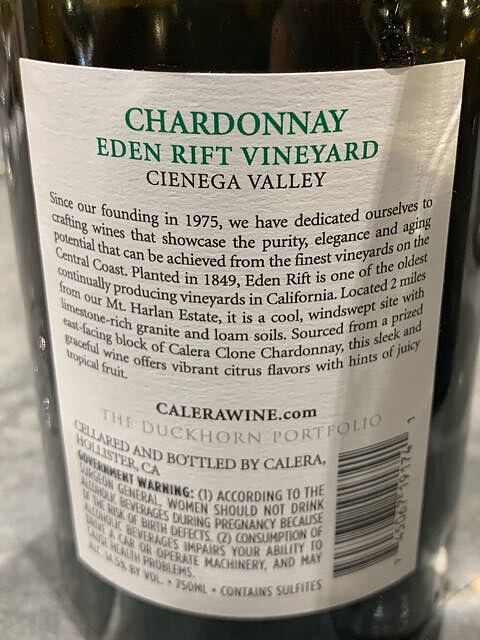 CHARDONNAY
EDEN RIFT VINEYARD
CIENEGA VALLEY
Since our founding in 1975, we have dedicated ourselves to
crafting wines that showcase the purity, elegance and aging
potential that can be achieved from the finest vineyards on the
Central Coast. Planted in 1849, Eden Rift is one of the oldest
continually producing vineyards in California. Located 2 miles
from our Mt. Harlan Estate, it is a cool, windswept site with
limestone-rich granite and loam soils. Sourced from a prized
east-facing block of Calera Clone Chardonnay, this sleek and
graceful wine offers vibrant citrus flavors with hints of juicy
tropical fruit.
CALERAWINE.com
THE DUCKHORN PORTFOLIO
CELLARED AND BOTTLED BY CALERA,
HOLLISTER, CA
GOVERNMENT WARNING: (1) ACCORDING TO THE
SURGEON GENERAL, WOMEN SHOULD NOT DRINK
ALCOHOLIC BEVERAGES DURING PREGNANCY BECAUSE
OF THE RISK OF BIRTH DEFECTS. (2) CONSUMPTION OF
ALCOHOLIC BEVERAGES IMPAIRS YOUR ABILITY TO
DRIVE A CAR OR OPERATE MACHINERY, AND MAY
CAUSE HEALTH PROBLEMS.
ALC. 14.5% BY VOL. • 750ML • CONTAINS SULFITES